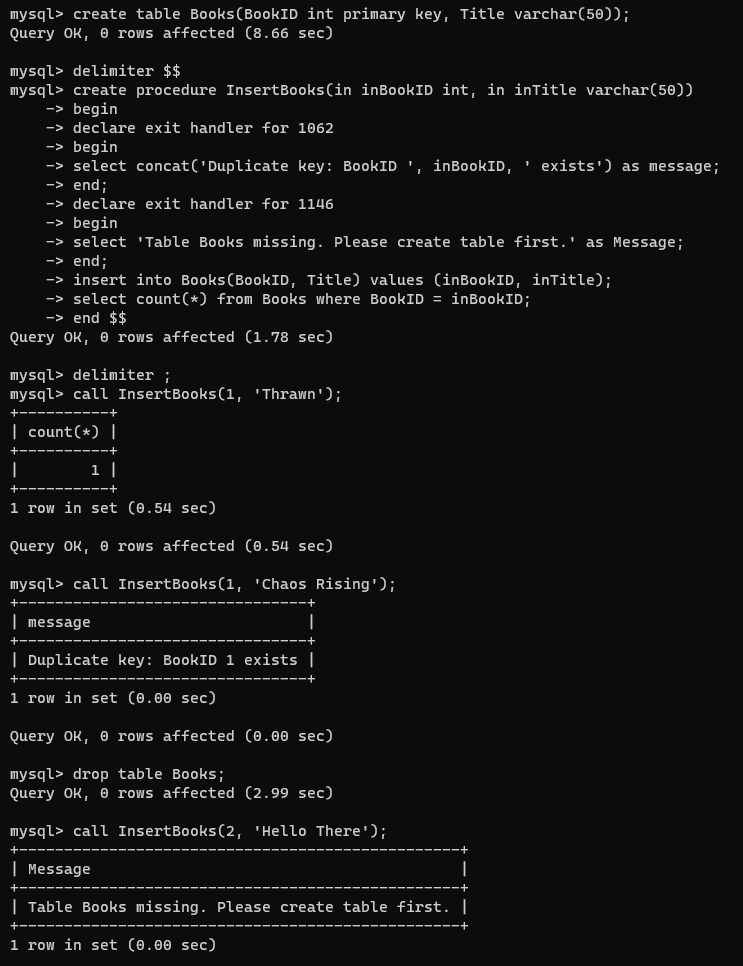 mysql> create table Books(BookID int primary key, Title varchar(50));
Query OK, 0 rows affected (8.66 sec)

mysql> delimiter $$
mysql> create procedure InsertBooks(in inBookID int, in inTitle varchar(50))
    -> begin
    -> declare exit handler for 1062
    -> begin
    -> select concat('Duplicate key: BookID ', inBookID, ' exists') as message;
    -> end;
    -> declare exit handler for 1146
    -> begin
    -> select 'Table Books missing. Please create table first.' as Message;
    -> end;
    -> insert into Books(BookID, Title) values (inBookID, inTitle);
    -> select count(*) from Books where BookID = inBookID;
    -> end $$
Query OK, 0 rows affected (1.78 sec)

mysql> delimiter ;
mysql> call InsertBooks(1, 'Thrawn');
+----------+
| count(*) |
+----------+
|        1 |
+----------+
1 row in set (0.54 sec)

Query OK, 0 rows affected (0.54 sec)

mysql> call InsertBooks(1, 'Chaos Rising');
+--------------------------------+
| message                        |
+--------------------------------+
| Duplicate key: BookID 1 exists |
+--------------------------------+
1 row in set (0.00 sec)

Query OK, 0 rows affected (0.00 sec)

mysql> drop table Books;
Query OK, 0 rows affected (2.99 sec)

mysql> call InsertBooks(2, 'Hello There');
+-------------------------------------------------+
| Message                                         |
+-------------------------------------------------+
| Table Books missing. Please create table first. |
+-------------------------------------------------+
1 row in set (0.00 sec)